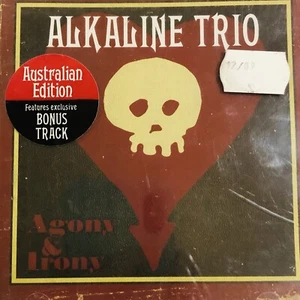 ALKALINE TRIO
Australian
Edition
Features exclusive
BONUS
TRACK
Agony
&
Irony